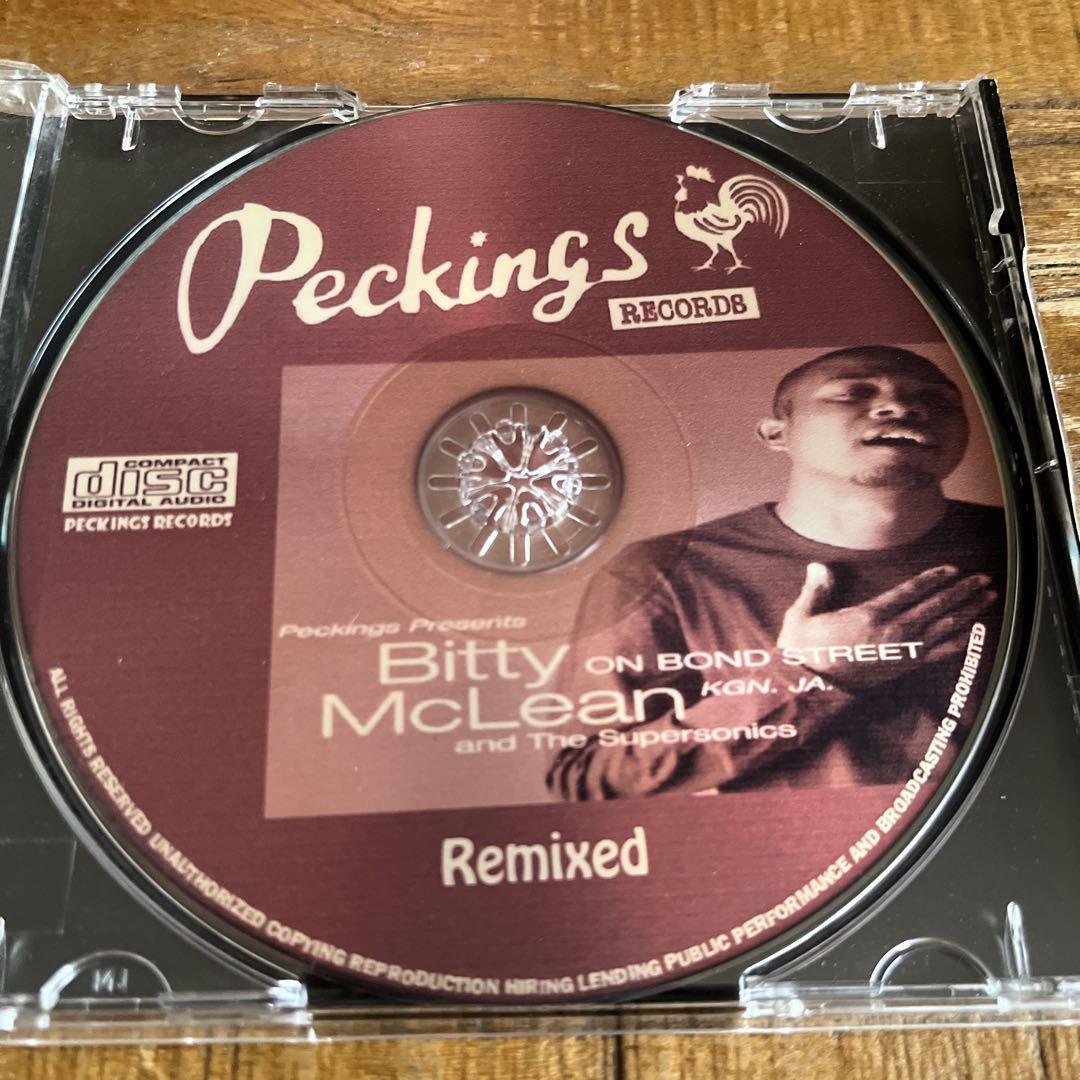 Peckings
RECORDS
COMPACT
disc
DIGITAL AUDIO
PECKINGS RECORDS
Peckings Presents
Bitty ON BOND STREET
McLean KGN. JA.
and The Supersonics
Remixed
ALL RIGHTS RESERVED UNAUTHORIZED COPYING REPRODUCTION HIRING LENDING PUBLIC PERFORMANCE AND BROADCASTING PROHIBITED